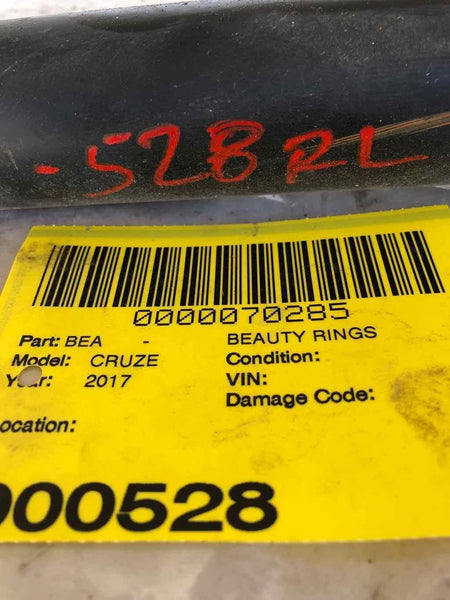 -528 RL
0000070285
Part: BEA - BEAUTY RINGS
Model: CRUZE Condition:
Year: 2017 VIN:
Damage Code:
ocation:
000528